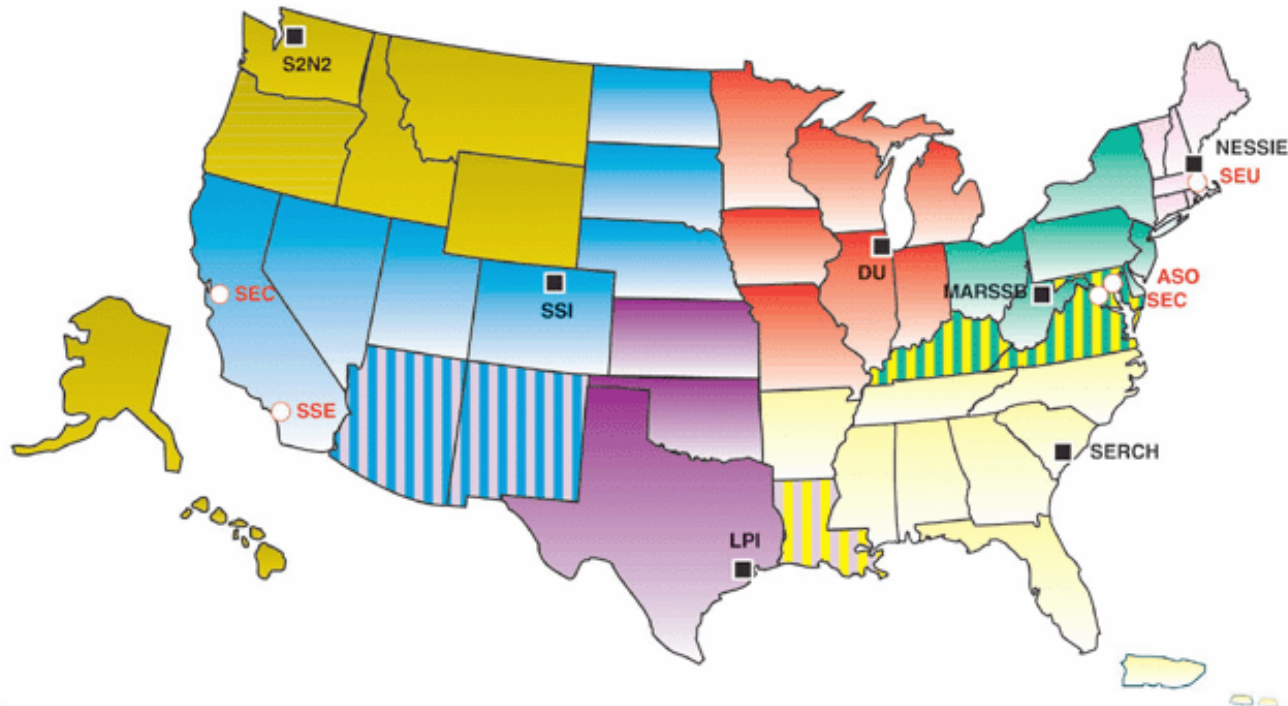 S2N2
NESSIE
SEU
DU
ASO
MARSSB
SEC
SEC
SSI
SSE
SERCH
LPI